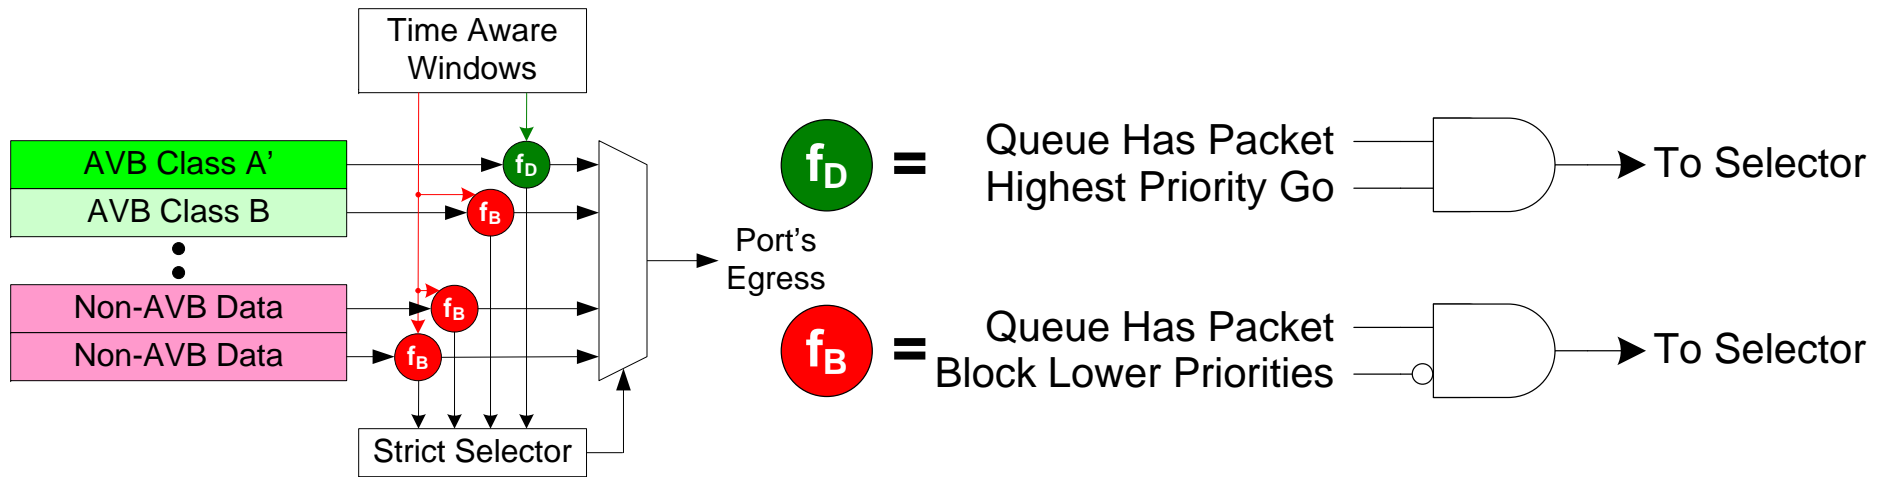 Time Aware
Windows
AVB Class A'
AVB Class B
Non-AVB Data
Non-AVB Data
fD
fB
fB
fB
Strict Selector
Port's
Egress
fD =
Queue Has Packet
Highest Priority Go
To Selector
fB =
Queue Has Packet
Block Lower Priorities
To Selector